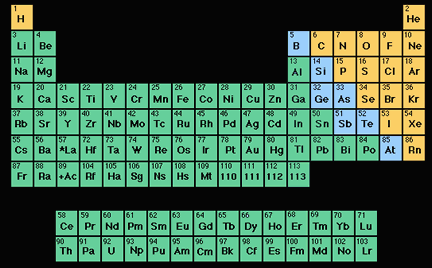 1 2
H He
3 4 5 6 7 8 9 10
Li Be B C N O F Ne
11 12 13 14 15 16 17 18
Na Mg Al Si P S Cl Ar
19 20 21 22 23 24 25 26 27 28 29 30 31 32 33 34 35 36
K Ca Sc Ti V Cr Mn Fe Co Ni Cu Zn Ga Ge As Se Br Kr
37 38 39 40 41 42 43 44 45 46 47 48 49 50 51 52 53 54
Rb Sr Y Zr Nb Mo Tc Ru Rh Pd Ag Cd In Sn Sb Te I Xe
55 56 57 72 73 74 75 76 77 78 79 80 81 82 83 84 85 86
Cs Ba *La Hf Ta W Re Os Ir Pt Au Hg Tl Pb Bi Po At Rn
87 88 89 104 105 106 107 108 109 110 111 112 113
Fr Ra +Ac Rf Ha Sg Ns Hs Mt 110 111 112 113
58 59 60 61 62 63 64 65 66 67 68 69 70 71
Ce Pr Nd Pm Sm Eu Gd Tb Dy Ho Er Tm Yb Lu
90 91 92 93 94 95 96 97 98 99 100 101 102 103
Th Pa U Np Pu Am Cm Bk Cf Es Fm Md No Lr